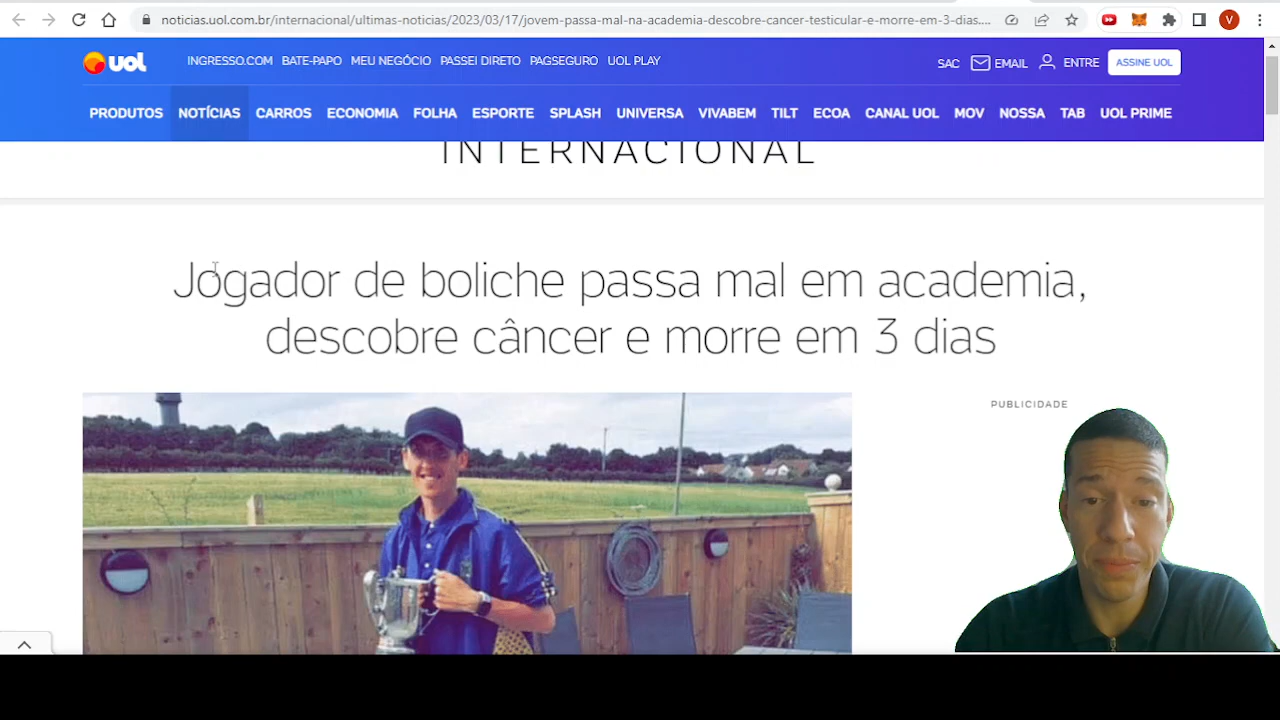 noticias.uol.com.br/internacional/ultimas-noticias/2023/03/17/jovem-passa-mal-na-academia-descobre-cancer-testicular-e-morre-em-3-dias....
V
UOL
INGRESSO.COM BATE-PAPO MEU NEGÓCIO PASSEI DIRETO PAGSEGURO UOL PLAY
SAC EMAIL ENTRE ASSINE UOL
PRODUTOS NOTÍCIAS CARROS ECONOMIA FOLHA ESPORTE SPLASH UNIVERSA VIVABEM TILT ECOA CANAL UOL MOV NOSSA TAB UOL PRIME
INTERNACIONAL
Jogador de boliche passa mal em academia,
descobre câncer e morre em 3 dias
PUBLICIDADE